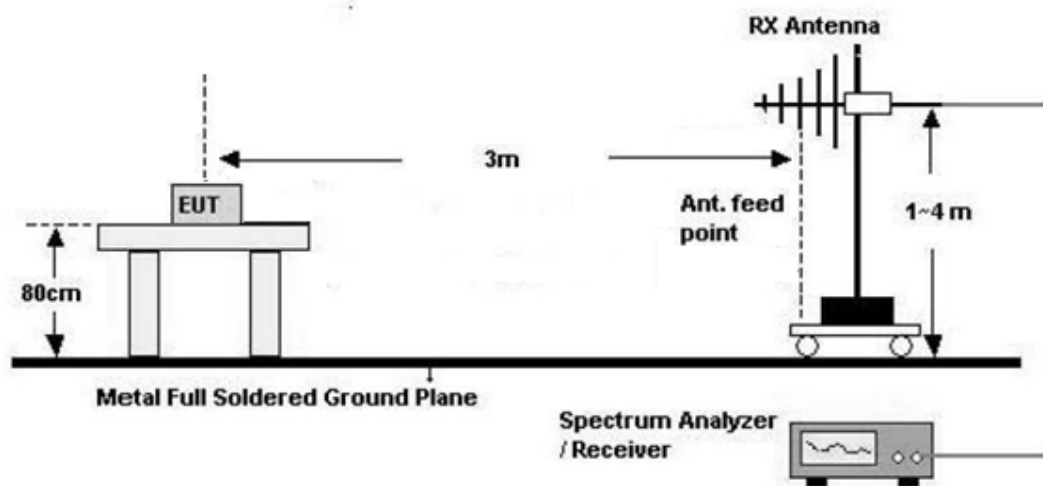 RX Antenna
3m
EUT
Ant. feed
point
1~4 m
80cm
Metal Full Soldered Ground Plane
Spectrum Analyzer
/ Receiver